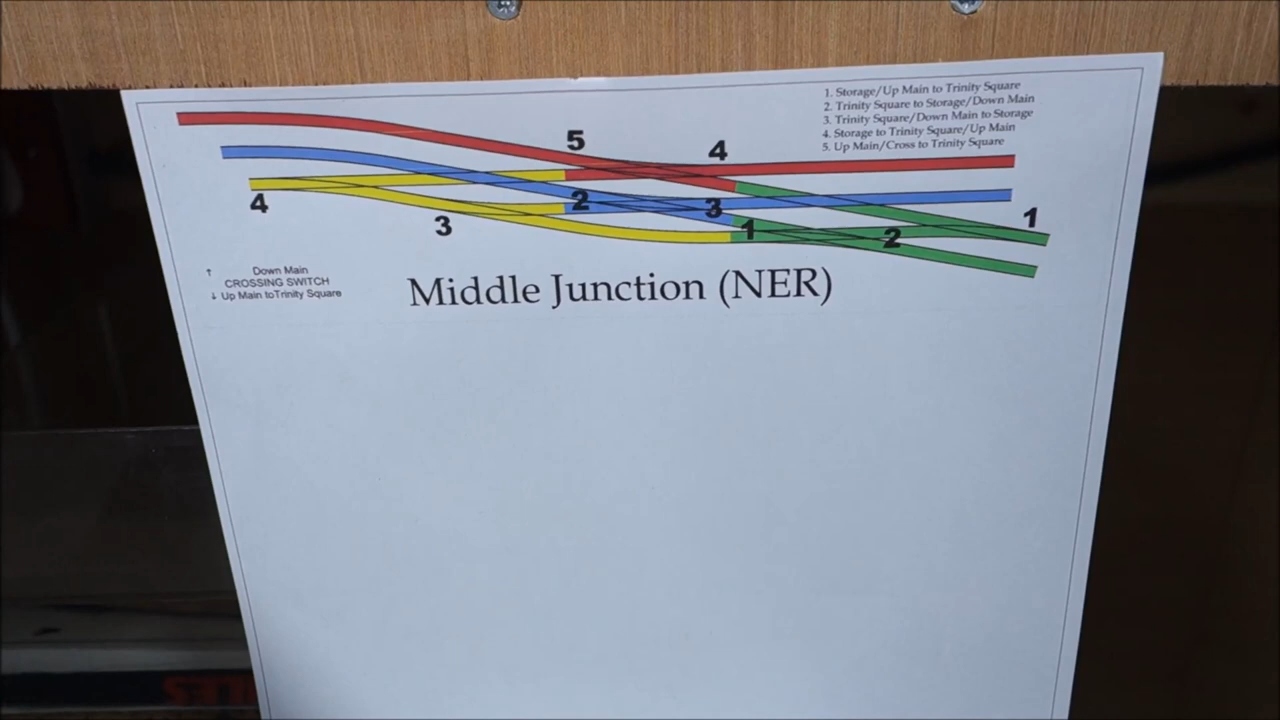 1. Storage/Up Main to Trinity Square
2. Trinity Square to Storage/Down Main
3. Trinity Square/Down Main to Storage
4. Storage to Trinity Square/Up Main
5. Up Main/Cross to Trinity Square
5
4
4
3
2
3
1
2
1
↑ Down Main
CROSSING SWITCH
↓ Up Main toTrinity Square
Middle Junction (NER)